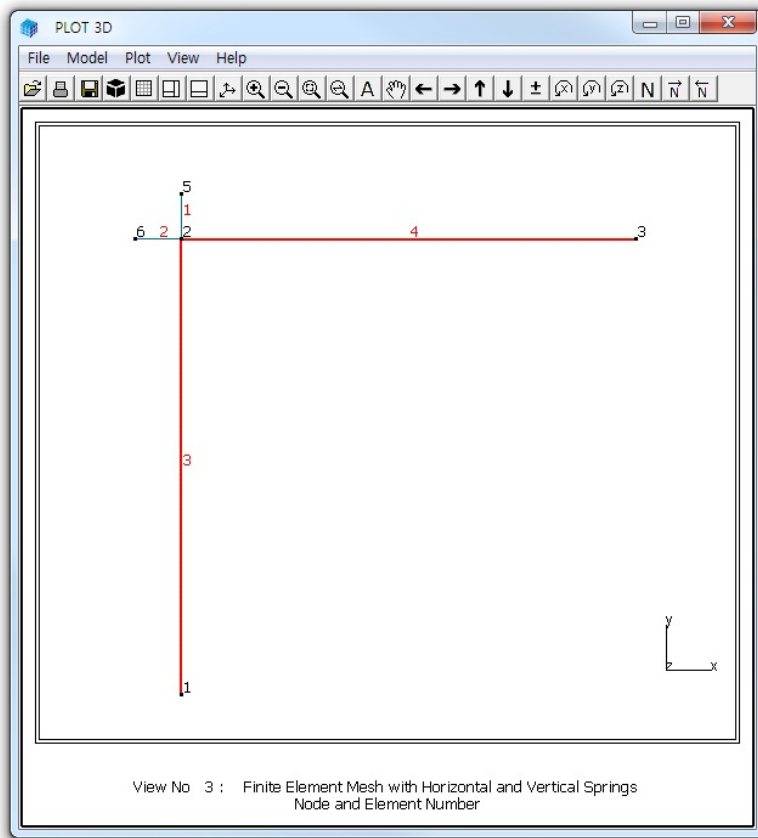 PLOT 3D
File Model Plot View Help
A N N N
5
1
6 2 2 4 3
3
1
y
z x
View No 3 : Finite Element Mesh with Horizontal and Vertical Springs
Node and Element Number